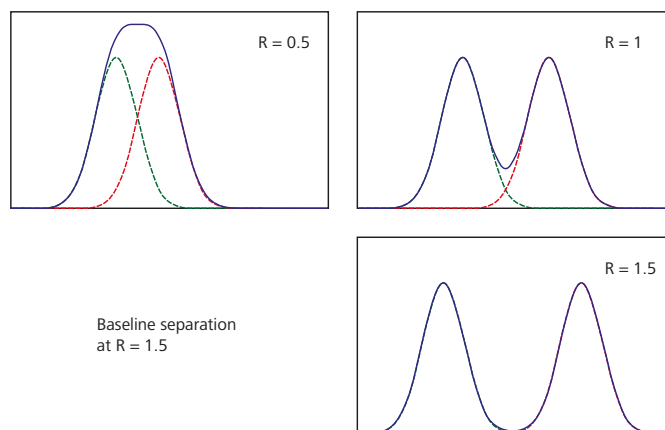 R = 0.5
R = 1
R = 1.5
Baseline separation
at R = 1.5